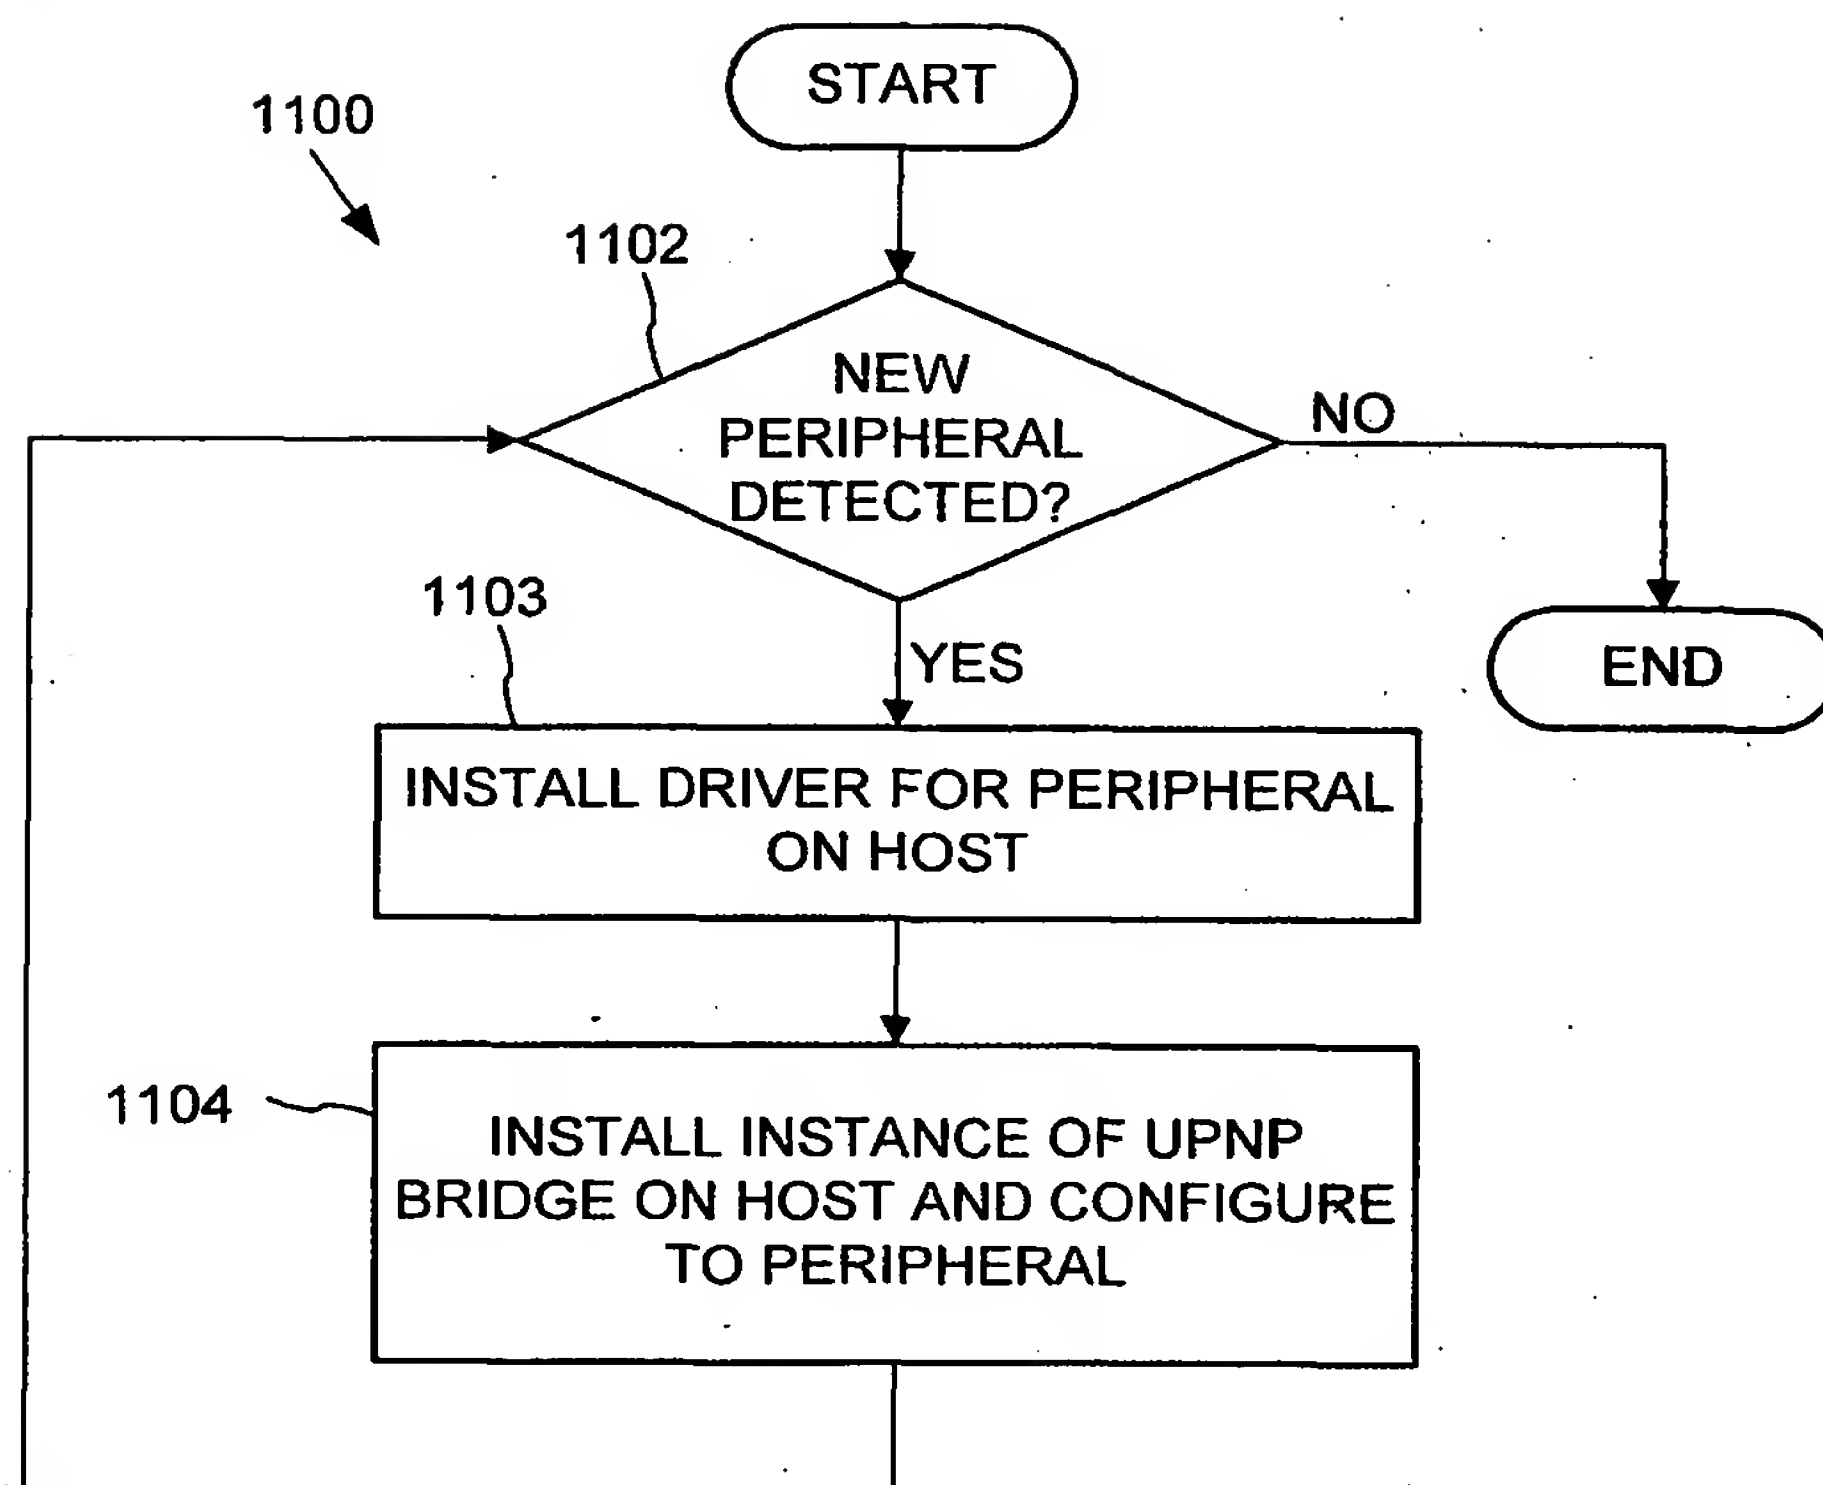 START
1100
1102
NEW
PERIPHERAL
DETECTED?
NO
1103
YES
END
INSTALL DRIVER FOR PERIPHERAL
ON HOST
1104
INSTALL INSTANCE OF UPNP
BRIDGE ON HOST AND CONFIGURE
TO PERIPHERAL